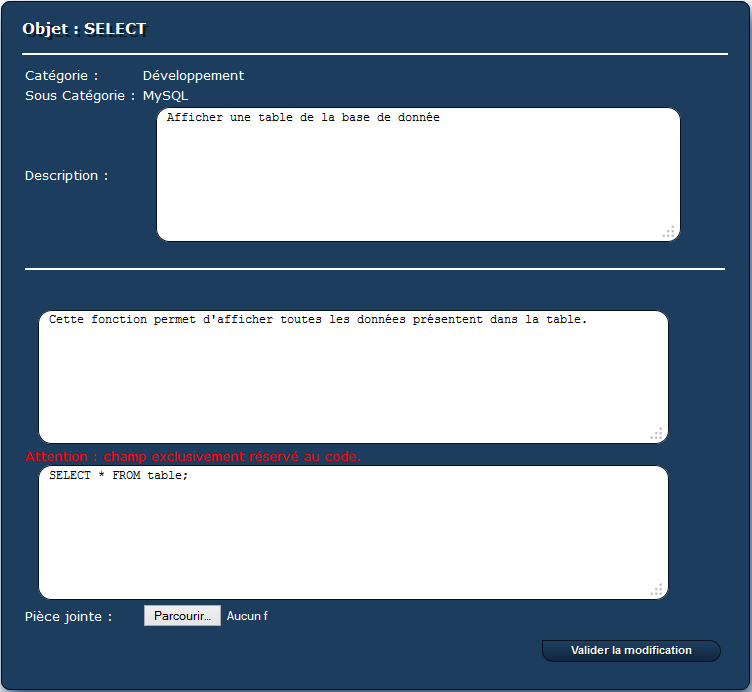 Objet : SELECT
Catégorie : Développement
Sous Catégorie : MySQL
Afficher une table de la base de donnée
Description :
Cette fonction permet d'afficher toutes les données présentent dans la table.
Attention : champ exclusivement réservé au code.
SELECT * FROM table;
Pièce jointe : Parcourir... Aucun f
Valider la modification